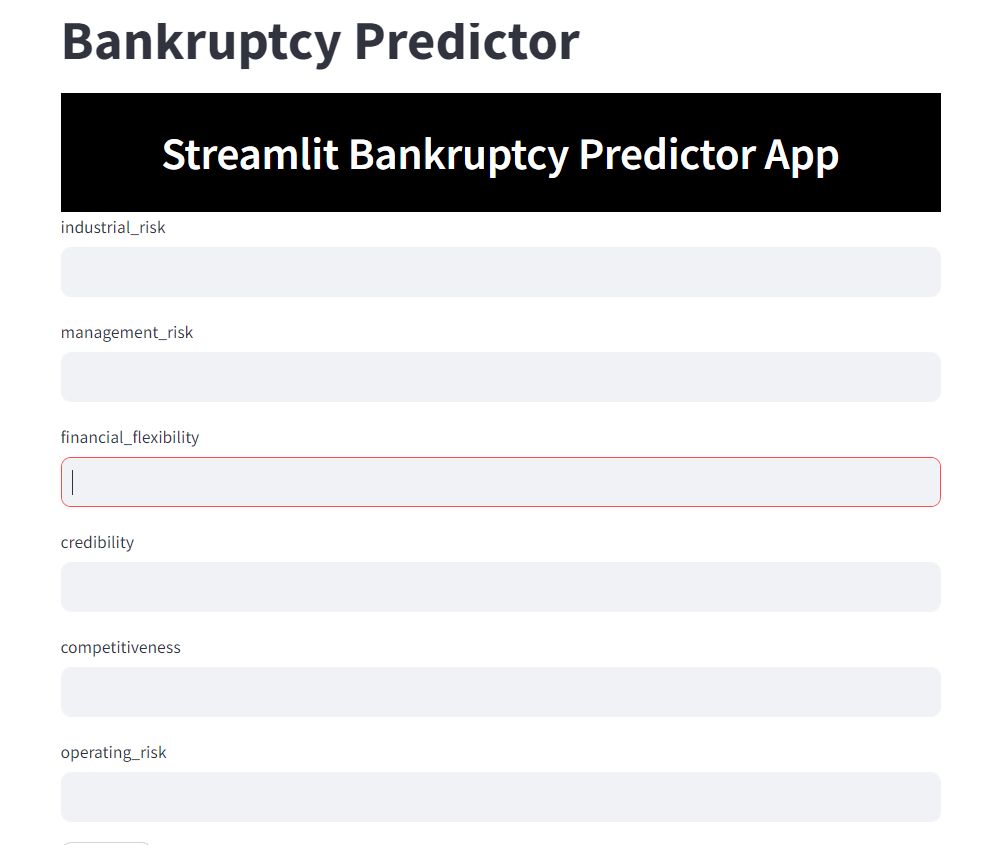 Bankruptcy Predictor
Streamlit Bankruptcy Predictor App
industrial_risk
management_risk
financial_flexibility
credibility
competitiveness
operating_risk